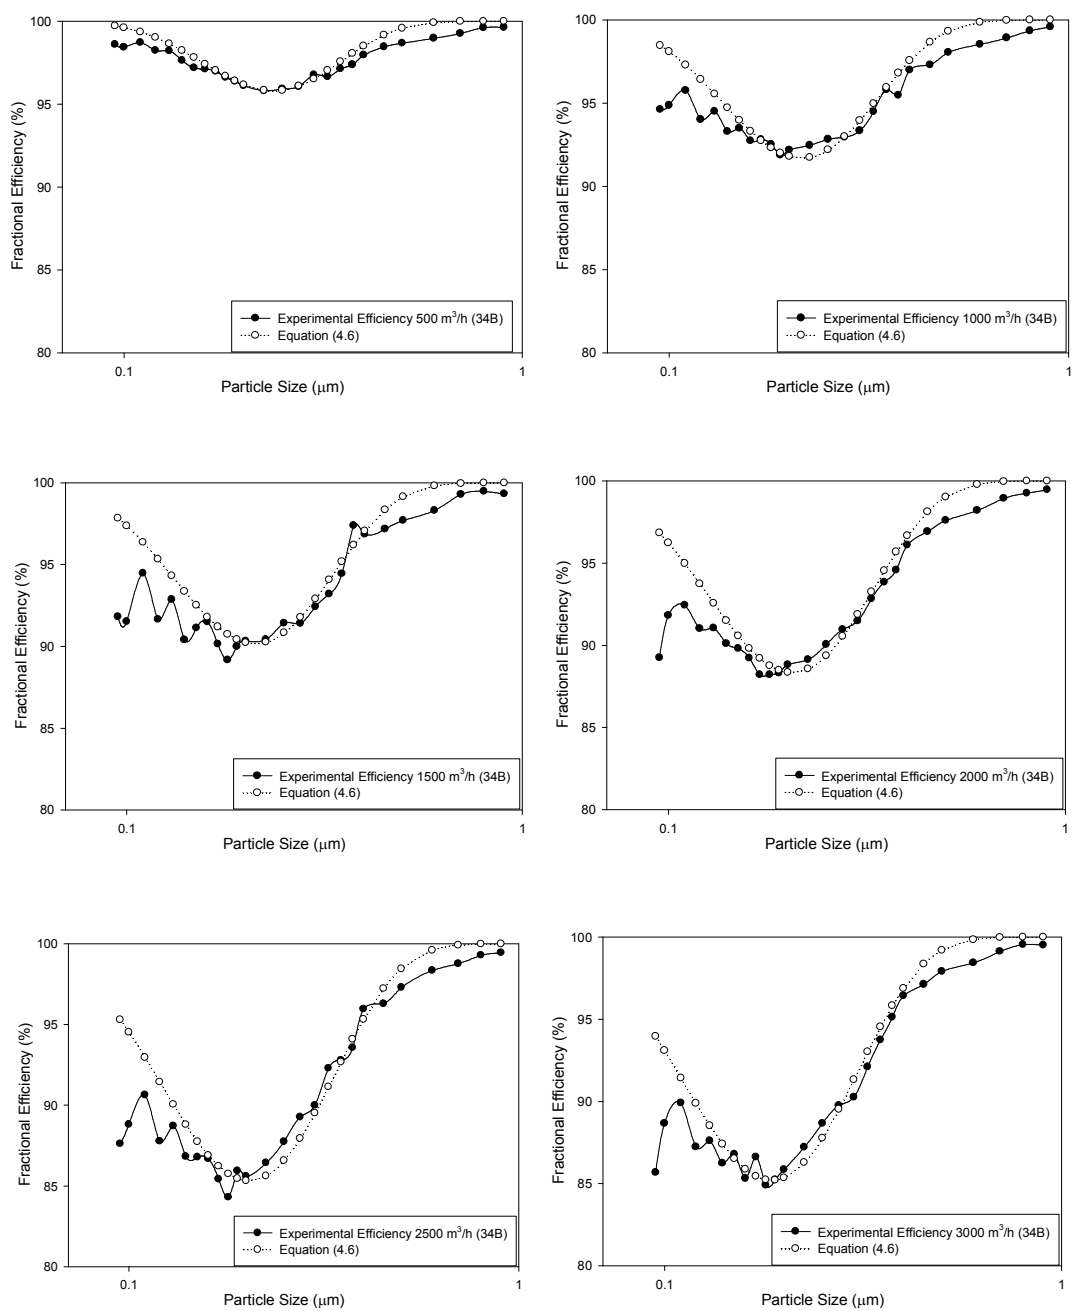 100
95
90
85
80
Fractional Efficiency (%)
Experimental Efficiency 500 m³/h (34B)
Equation (4.6)
0.1
1
Particle Size (μm)
100
95
90
85
80
Fractional Efficiency (%)
Experimental Efficiency 1000 m³/h (34B)
Equation (4.6)
0.1
1
Particle Size (μm)
100
95
90
85
80
Fractional Efficiency (%)
Experimental Efficiency 1500 m³/h (34B)
Equation (4.6)
0.1
1
Particle Size (μm)
100
95
90
85
80
Fractional Efficiency (%)
Experimental Efficiency 2000 m³/h (34B)
Equation (4.6)
0.1
1
Particle Size (μm)
100
95
90
85
80
Fractional Efficiency (%)
Experimental Efficiency 2500 m³/h (34B)
Equation (4.6)
0.1
1
Particle Size (μm)
100
95
90
85
80
Fractional Efficiency (%)
Experimental Efficiency 3000 m³/h (34B)
Equation (4.6)
0.1
1
Particle Size (μm)